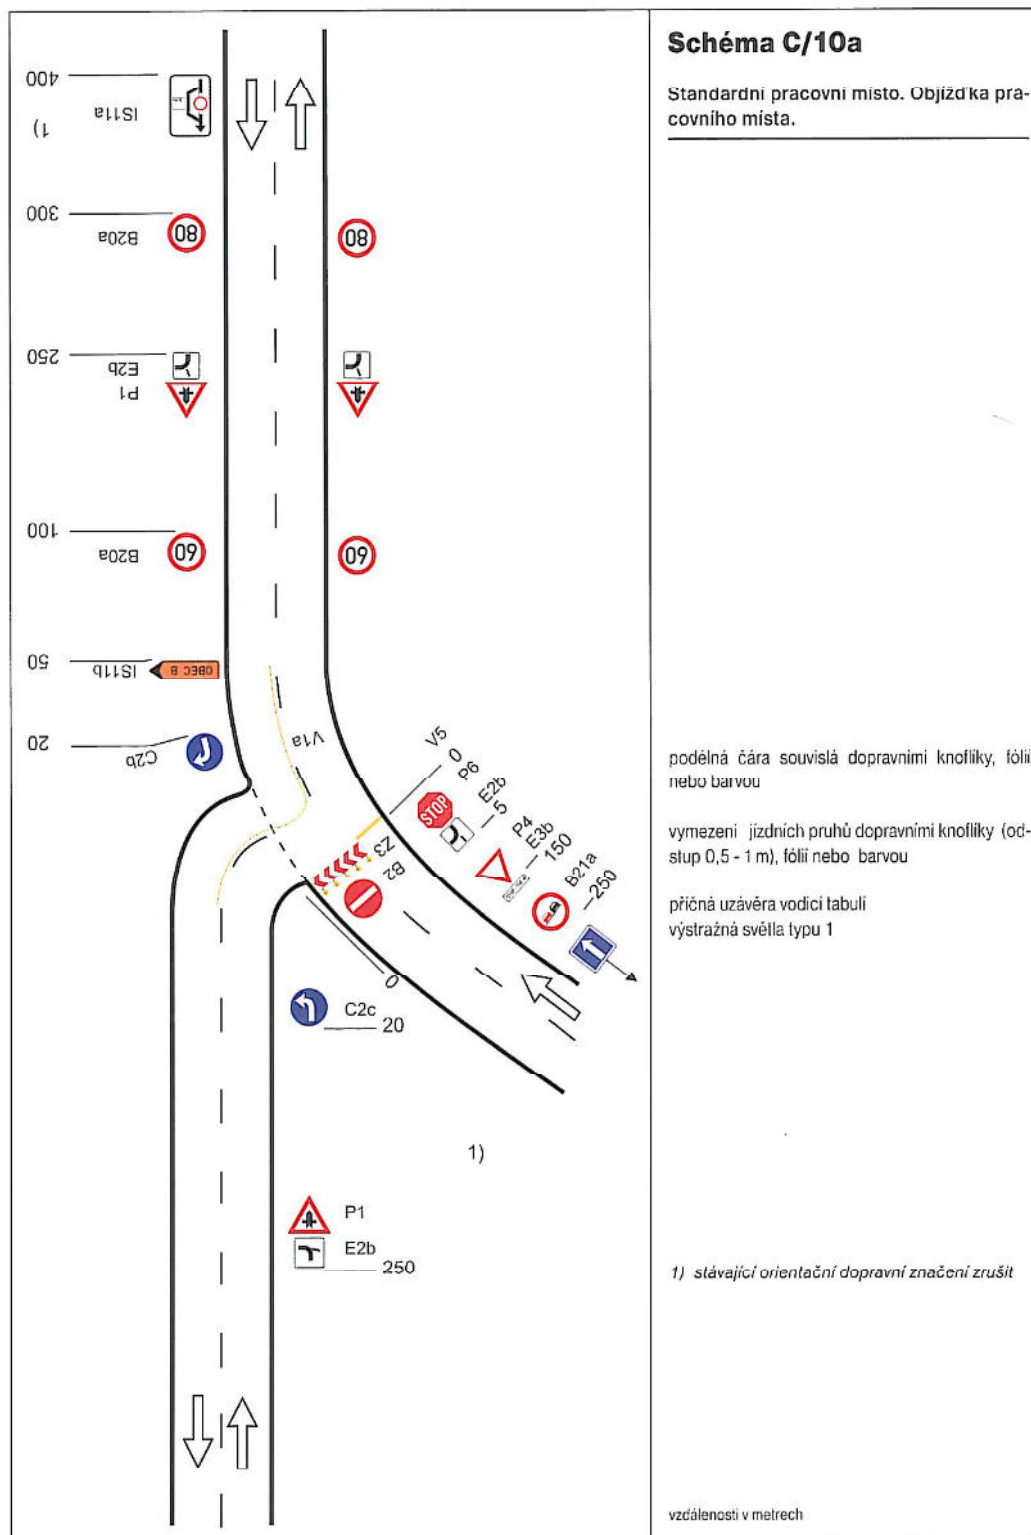 Schéma C/10a
Standardní pracovní místo. Objížďka pra-
covního místa.
400
IS11a
1)
300
B20a
80
80
250
E2b
P1
100
B20a
60
60
50
IS11b
OBEC B
20
C2b
V1a
V5
0
P6
STOP
E2b
5
P4
E3b
150
B21a
250
Z3
B2
0
C2c
20
1)
P1
E2b
250
podélná čára souvislá dopravními knoflíky, fólií
nebo barvou
vymezení jízdních pruhů dopravními knoflíky (od-
stup 0,5 - 1 m), fólií nebo barvou
příčná uzávěra vodicí tabulí
výstražná světla typu 1
1) stávající orientační dopravní značení zrušit
vzdálenosti v metrech